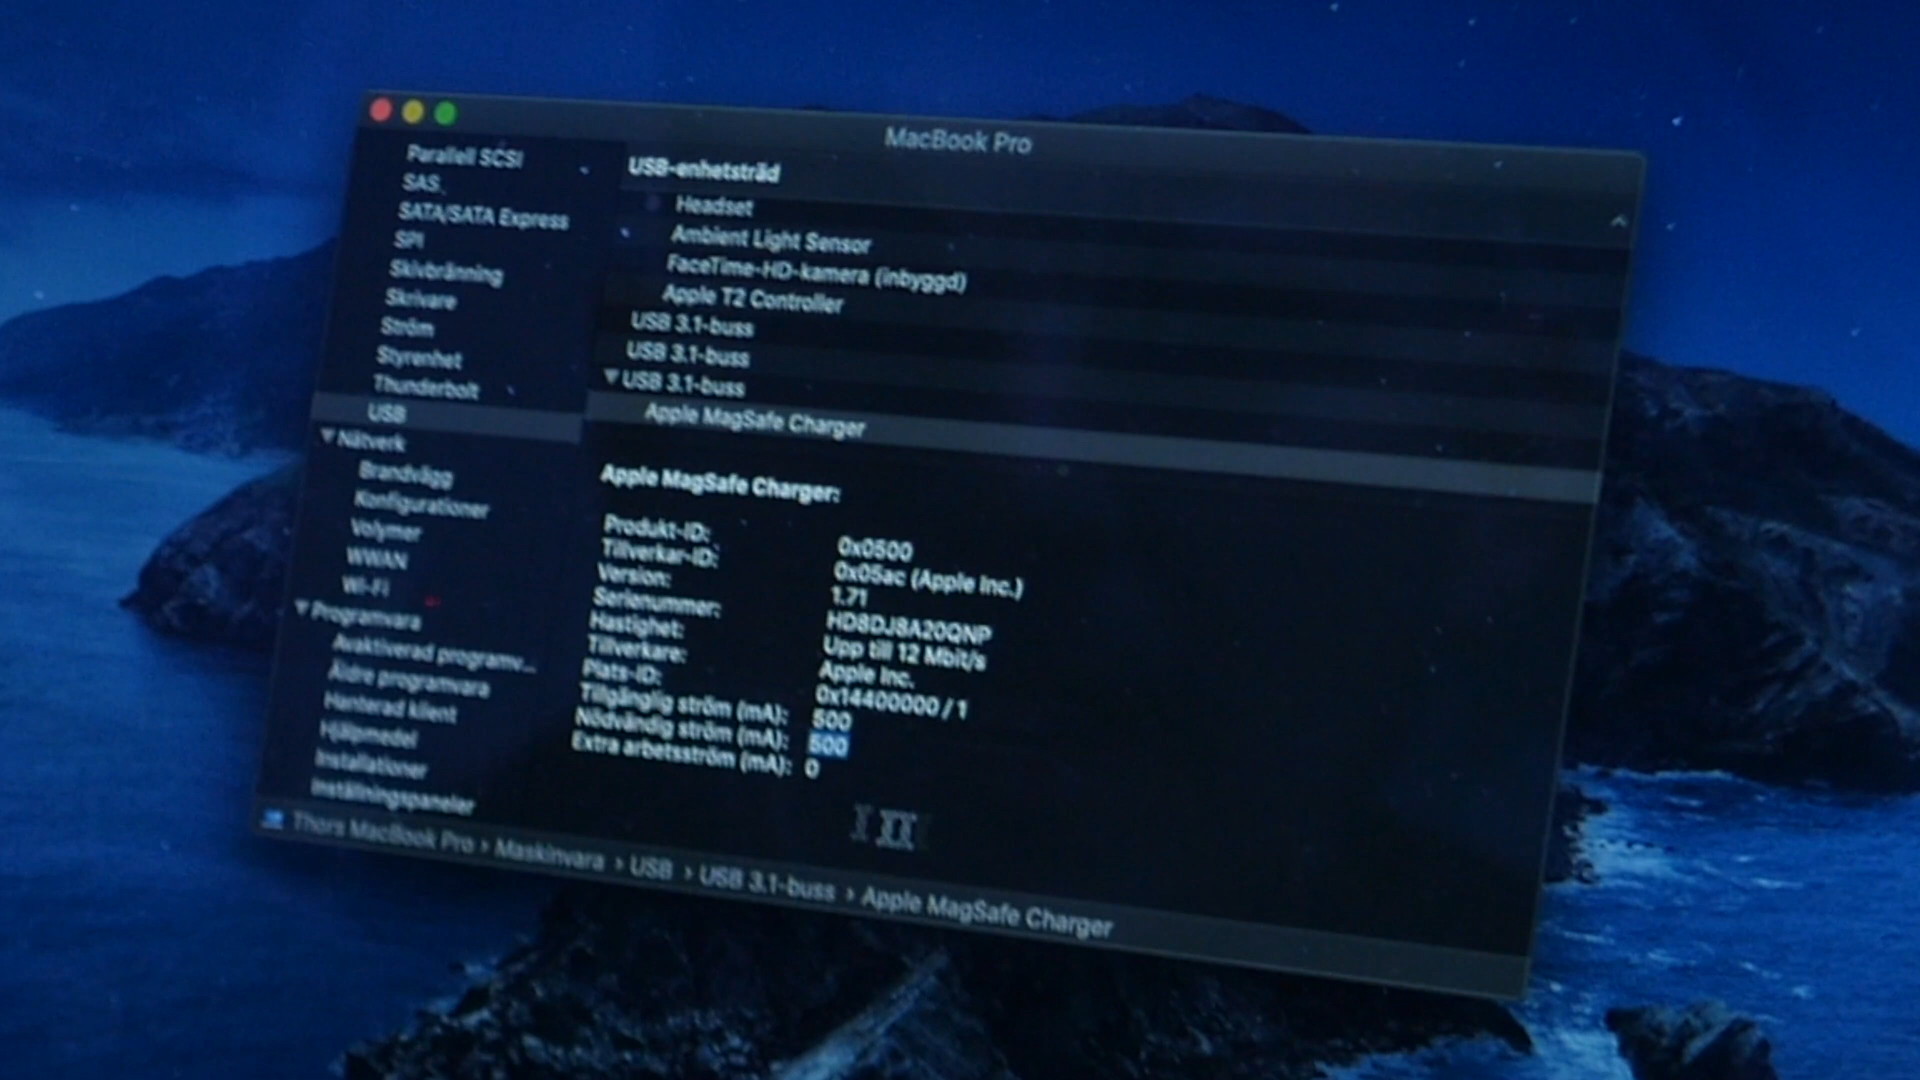 MacBook Pro
Parallell SCSI
SAS
SATA/SATA Express
SPI
Skivbränning
Skrivare
Ström
Styrenhet
Thunderbolt
USB
Nätverk
Brandvägg
Konfigurationer
Volymer
WWAN
Wi-Fi
Programvara
Avaktiverad programv...
Äldre programvara
Hanterad klient
Hjälpmedel
Installationer
Inställningspaneler
USB-enhetsträd
Headset
Ambient Light Sensor
FaceTime-HD-kamera (inbyggd)
Apple T2 Controller
USB 3.1-buss
USB 3.1-buss
USB 3.1-buss
Apple MagSafe Charger
Apple MagSafe Charger:
Produkt-ID: 0x0500
Tillverkar-ID: 0x05ac (Apple Inc.)
Version: 1.71
Serienummer: HD8DJ8A20QNP
Hastighet: Upp till 12 Mbit/s
Tillverkare: Apple Inc.
Plats-ID: 0x14400000 / 1
Tillgänglig ström (mA): 500
Nödvändig ström (mA): 500
Extra arbetsström (mA): 0
Thors MacBook Pro › Maskinvara › USB › USB 3.1-buss › Apple MagSafe Charger